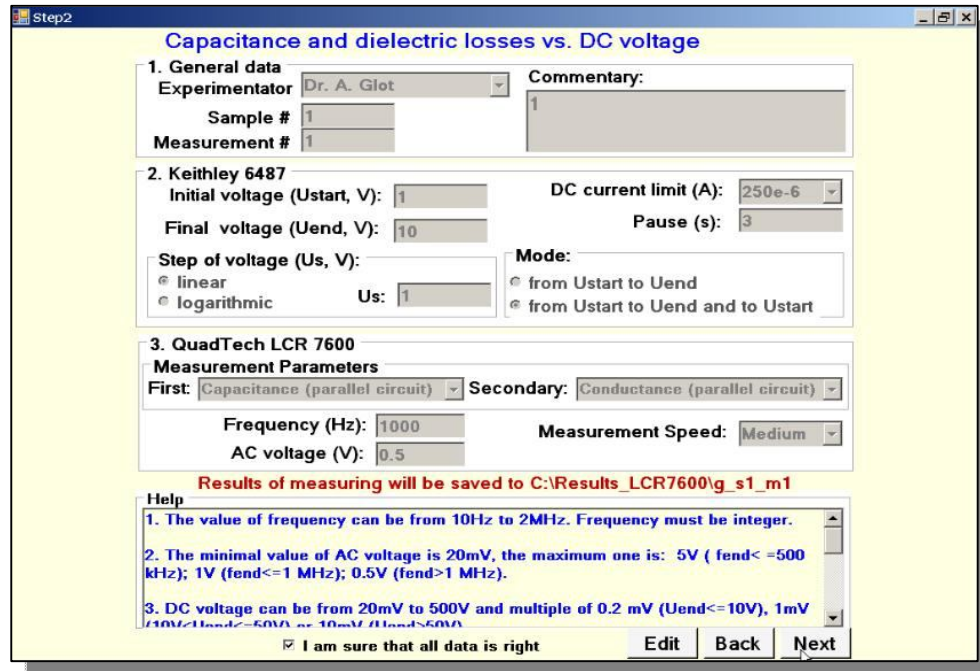 Step2
Capacitance and dielectric losses vs. DC voltage
1. General data
Experimentator Dr. A. Glot
Sample # 1
Measurement # 1
Commentary:
1
2. Keithley 6487
Initial voltage (Ustart, V): 1
Final voltage (Uend, V): 10
DC current limit (A): 250e-6
Pause (s): 3
Step of voltage (Us, V):
linear
logarithmic
Us: 1
Mode:
from Ustart to Uend
from Ustart to Uend and to Ustart
3. QuadTech LCR 7600
Measurement Parameters
First: Capacitance (parallel circuit) Secondary: Conductance (parallel circuit)
Frequency (Hz): 1000
AC voltage (V): 0.5
Measurement Speed: Medium
Results of measuring will be saved to C:\Results_LCR7600\g_s1_m1
Help
1. The value of frequency can be from 10Hz to 2MHz. Frequency must be integer.
2. The minimal value of AC voltage is 20mV, the maximum one is: 5V ( fend< =500
kHz); 1V (fend<=1 MHz); 0.5V (fend>1 MHz).
3. DC voltage can be from 20mV to 500V and multiple of 0.2 mV (Uend<=10V), 1mV
(10V<Uend<=50V) or 10mV (Uend>50V)
I am sure that all data is right
Edit Back Next